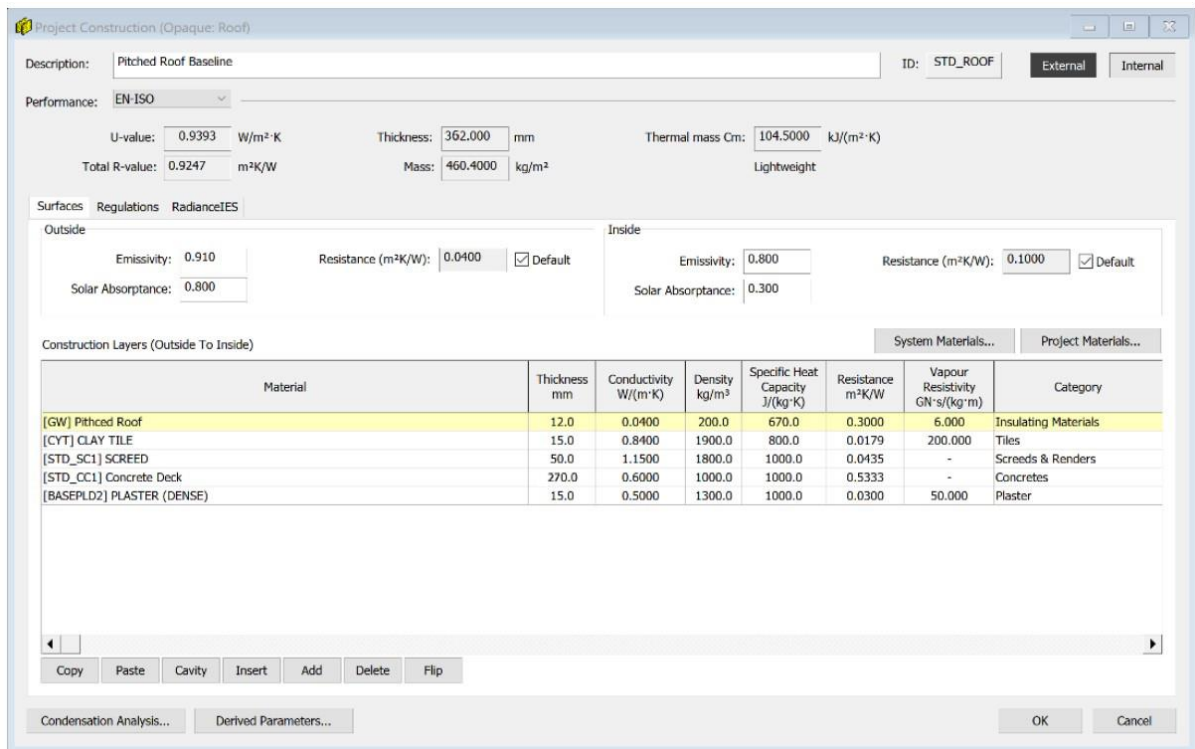 Project Construction (Opaque: Roof)
Description: Pitched Roof Baseline ID: STD_ROOF External Internal
Performance: EN-ISO
U-value: 0.9393 W/m²·K Thickness: 362.000 mm Thermal mass Cm: 104.5000 kJ/(m²·K)
Total R-value: 0.9247 m²K/W Mass: 460.4000 kg/m² Lightweight
Surfaces Regulations RadianceIES
Outside Inside
Emissivity: 0.910 Resistance (m²K/W): 0.0400 Default Emissivity: 0.800 Resistance (m²K/W): 0.1000 Default
Solar Absorptance: 0.800 Solar Absorptance: 0.300
Construction Layers (Outside To Inside) System Materials... Project Materials...
Material Thickness mm Conductivity W/(m·K) Density kg/m³ Specific Heat Capacity J/(kg·K) Resistance m²K/W Vapour Resistivity GN·s/(kg·m) Category
[GW] Pithced Roof 12.0 0.0400 200.0 670.0 0.3000 6.000 Insulating Materials
[CYT] CLAY TILE 15.0 0.8400 1900.0 800.0 0.0179 200.000 Tiles
[STD_SC1] SCREED 50.0 1.1500 1800.0 1000.0 0.0435 - Screeds & Renders
[STD_CC1] Concrete Deck 270.0 0.6000 1000.0 1000.0 0.5333 - Concretes
[BASEPLD2] PLASTER (DENSE) 15.0 0.5000 1300.0 1000.0 0.0300 50.000 Plaster
Copy Paste Cavity Insert Add Delete Flip
Condensation Analysis... Derived Parameters... OK Cancel